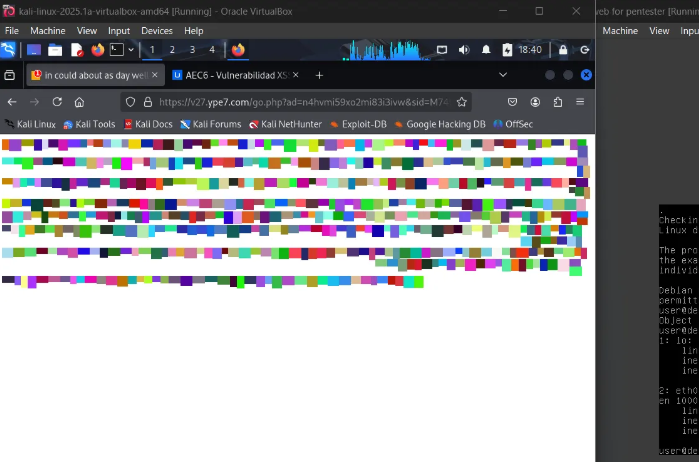 kali-linux-2025.1a-virtualbox-amd64 [Running] - Oracle VirtualBox
File Machine View Input Devices Help
1 2 3 4
18:40
in could about as day well
AEC6 - Vulnerabilidad XS
https://v27.ype7.com/go.php?ad=n4hvmi59xo2mi83i3ivw&sid=M74
Kali Linux Kali Tools Kali Docs Kali Forums Kali NetHunter Exploit-DB Google Hacking DB OffSec
web for pentester [Runnin
Machine View Inpu
Checkin
Linux d
The pro
the exa
Individ
Debian
permitt
user@de
Object
user@de
1: lo:
lin
ine
ine
2: eth0
en 1000
lin
ine
ine
user@de